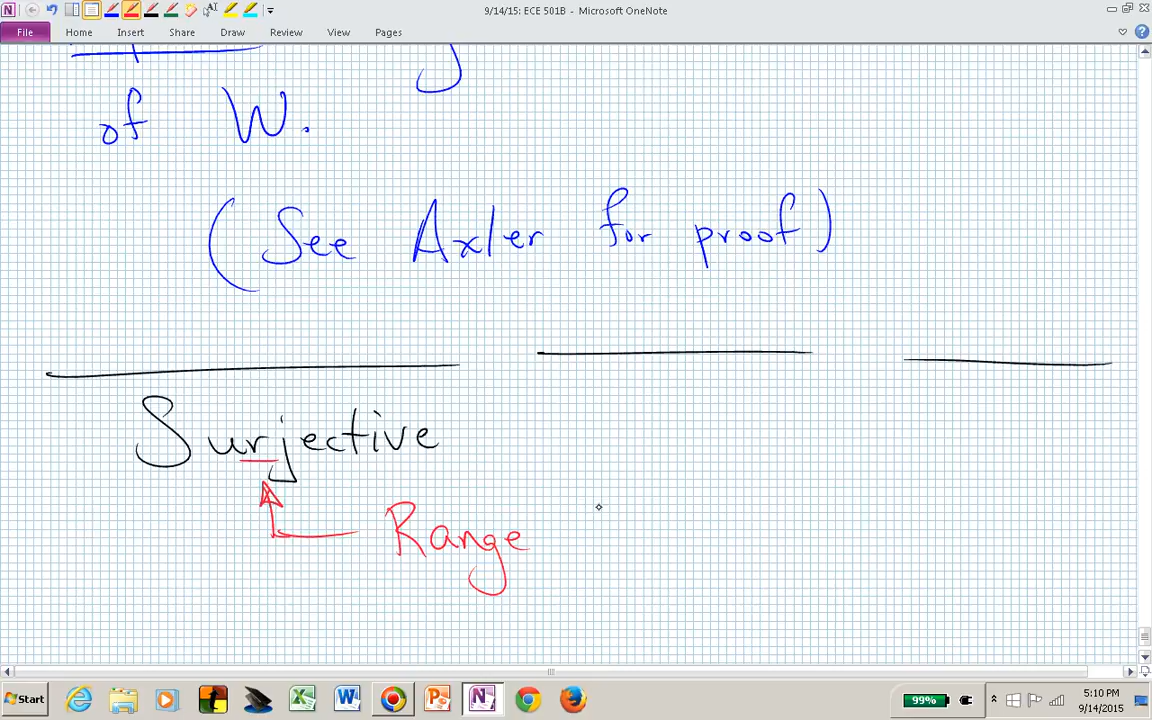 9/14/15: ECE 501B - Microsoft OneNote
File Home Insert Share Draw Review View Pages
of W.
(See Axler for proof)
Surjective
Range
Start 99% 5:10 PM
9/14/2015